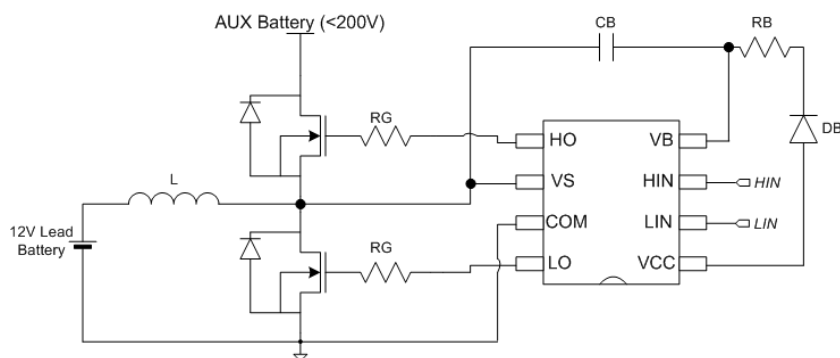 AUX Battery (<200V)
CB
RB
RG
DB
HO
VB
L
VS
HIN
HIN
12V Lead
Battery
COM
LIN
LIN
RG
LO
VCC